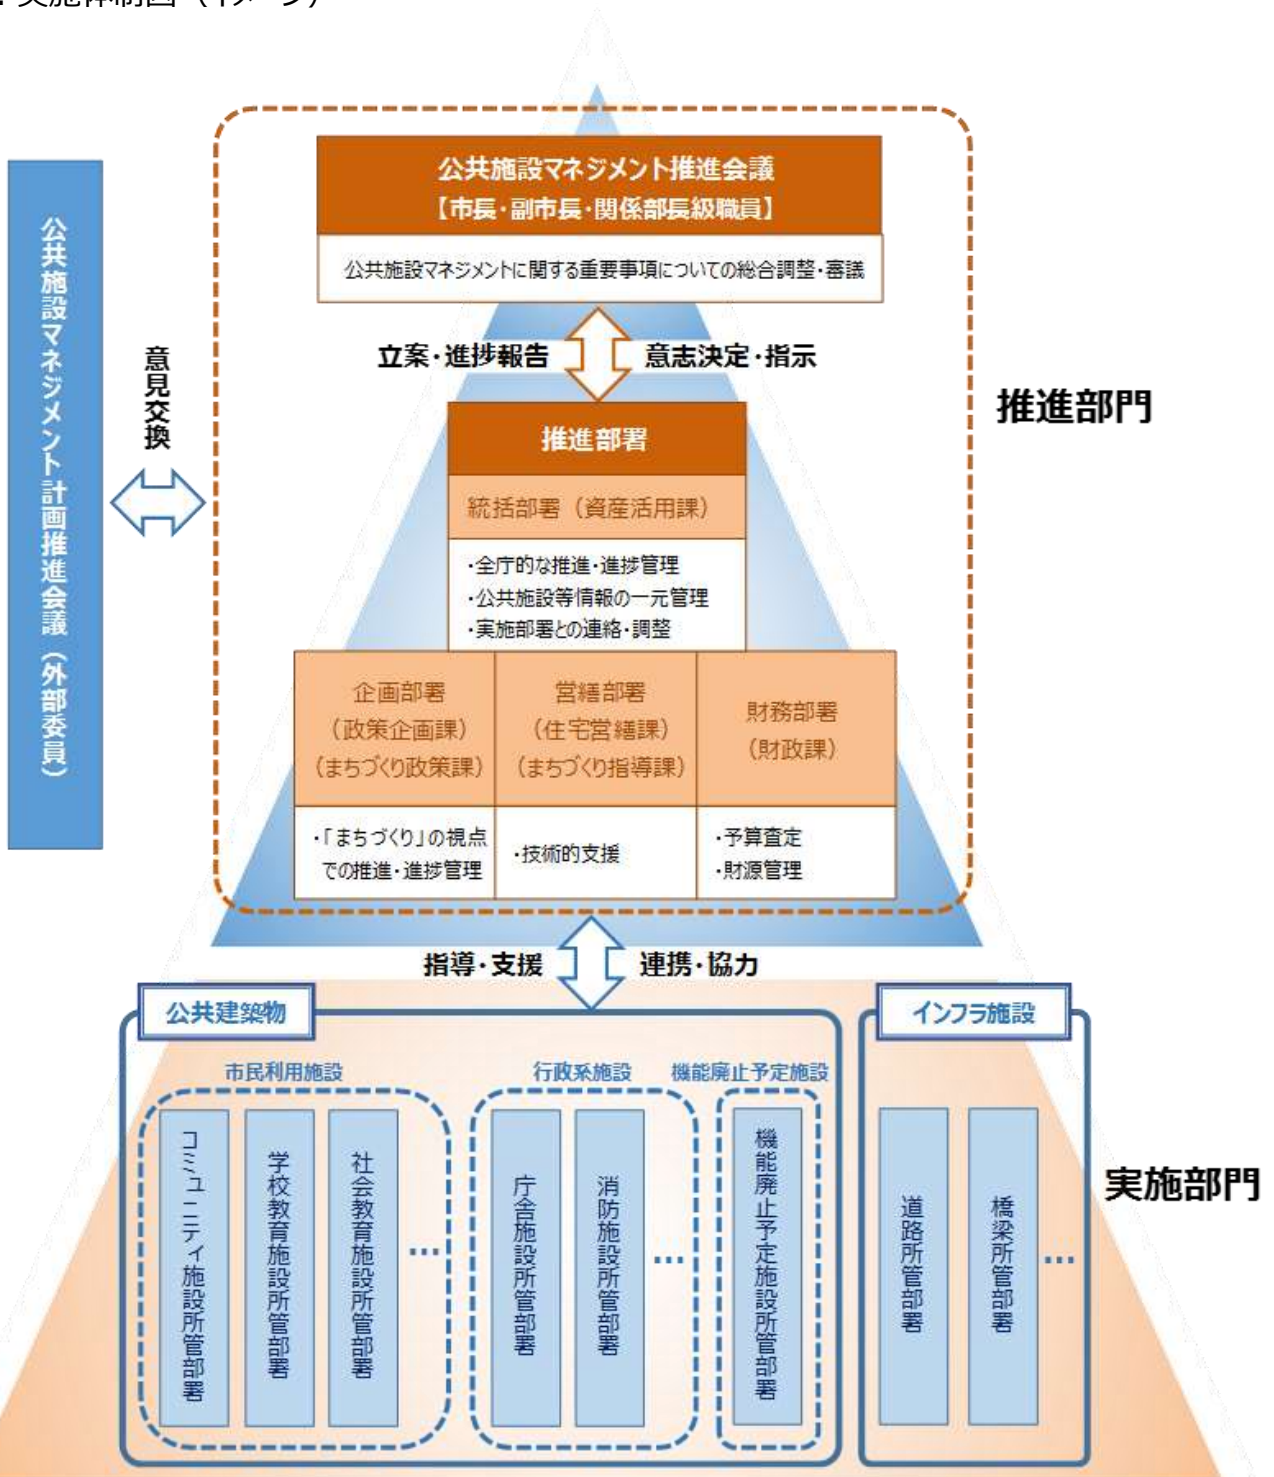 実施体制図（イメージ）
公共施設マネジメント推進会議
【市長・副市長・関係部長級職員】
公共施設マネジメントに関する重要事項についての総合調整・審議
公共施設マネジメント計画推進会議（外部委員）
意見交換
立案・進捗報告
意志決定・指示
推進部門
推進部署
統括部署（資産活用課）
・全庁的な推進・進捗管理
・公共施設等情報の一元管理
・実施部署との連絡・調整
企画部署
（政策企画課）
（まちづくり政策課）
営繕部署
（住宅営繕課）
（まちづくり指導課）
財務部署
（財政課）
・「まちづくり」の視点
での推進・進捗管理
・技術的支援
・予算査定
・財源管理
指導・支援
連携・協力
公共建築物
インフラ施設
市民利用施設
行政系施設
機能廃止予定施設
コミュニティ施設所管部署
学校教育施設所管部署
社会教育施設所管部署
…
庁舎施設所管部署
消防施設所管部署
…
機能廃止予定施設所管部署
道路所管部署
橋梁所管部署
…
実施部門